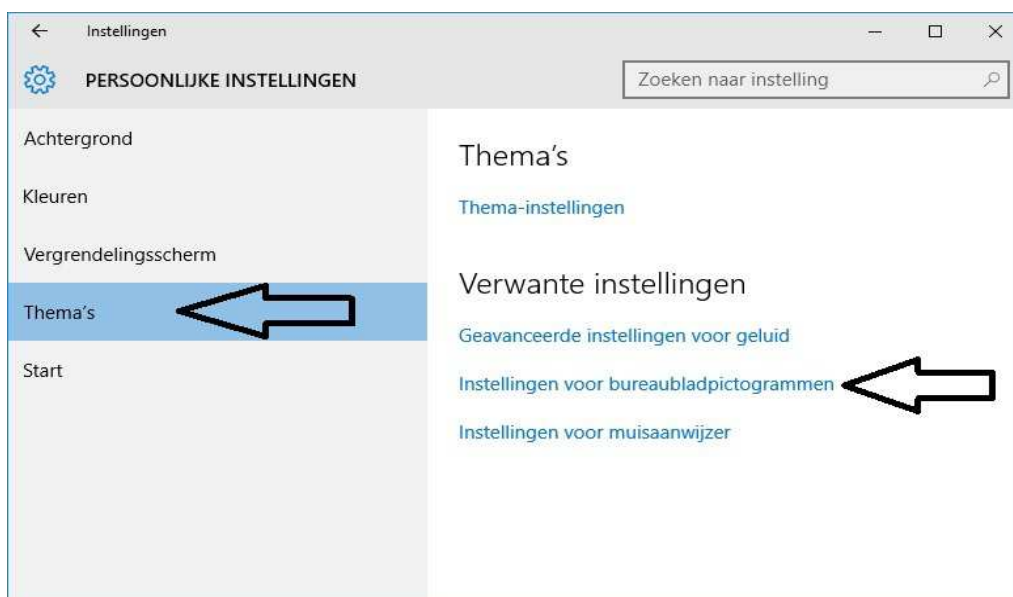 Instellingen
PERSOONLIJKE INSTELLINGEN
Zoeken naar instelling
Achtergrond
Kleuren
Vergrendelingsscherm
Thema's
Start
Thema's
Thema-instellingen
Verwante instellingen
Geavanceerde instellingen voor geluid
Instellingen voor bureaubladpictogrammen
Instellingen voor muisaanwijzer